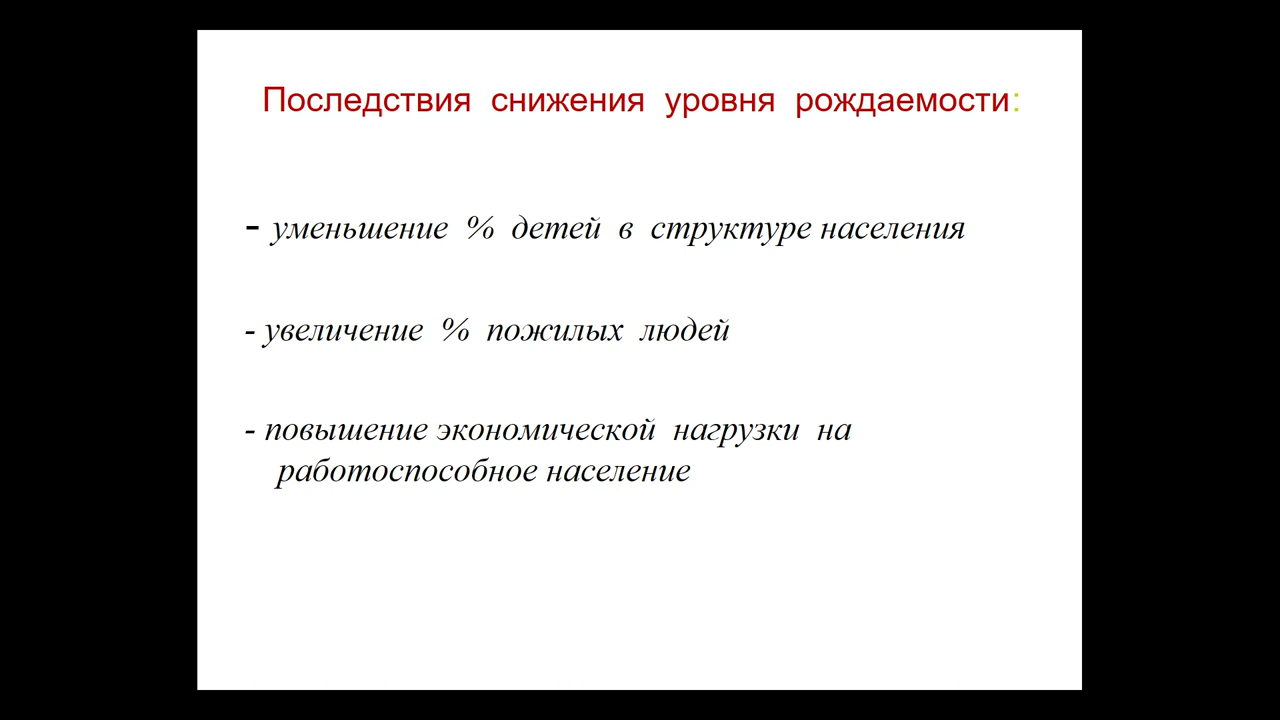 Последствия снижения уровня рождаемости:
- уменьшение % детей в структуре населения
- увеличение % пожилых людей
- повышение экономической нагрузки на
работоспособное население